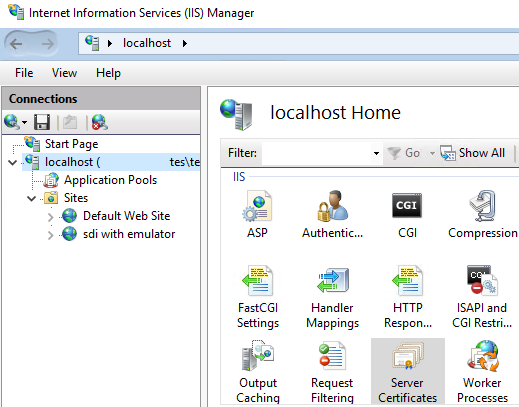 Internet Information Services (IIS) Manager
localhost
File View Help
Connections
Start Page
localhost ( tes\te
Application Pools
Sites
Default Web Site
sdi with emulator
localhost Home
Filter: Go Show All
IIS
ASP Authentic... CGI Compression
CGI
FastCGI Settings
Handler Mappings
HTTP Respon...
ISAPI and CGI Restri...
CGI
Output Caching
Request Filtering
Server Certificates
Worker Processes